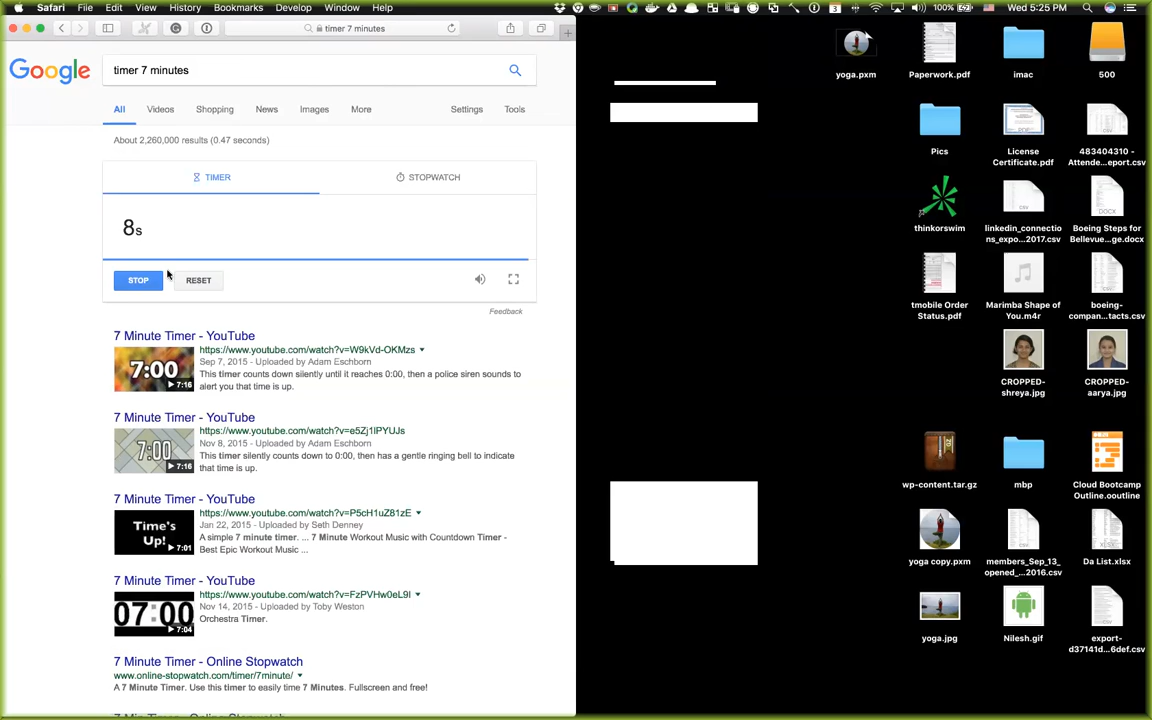 Safari File Edit View History Bookmarks Develop Window Help
100% Wed 5:25 PM
timer 7 minutes
Google
timer 7 minutes
All Videos Shopping News Images More Settings Tools
About 2,260,000 results (0.47 seconds)
TIMER STOPWATCH
8s
STOP RESET
Feedback
7 Minute Timer - YouTube
https://www.youtube.com/watch?v=W9kVd-OKMzs
Sep 7, 2015 - Uploaded by Adam Eschborn
This timer counts down silently until it reaches 0:00, then a police siren sounds to
alert you that time is up.
7:00
7:16
7 Minute Timer - YouTube
https://www.youtube.com/watch?v=e5Zj1lPYUJs
Nov 8, 2015 - Uploaded by Adam Eschborn
This timer silently counts down to 0:00, then has a gentle ringing bell to indicate
that time is up.
7:00
7:16
7 Minute Timer - YouTube
https://www.youtube.com/watch?v=P5cH1uZ81zE
Jan 22, 2015 - Uploaded by Seth Denney
A simple 7 minute timer. ... 7 Minute Workout Music with Countdown Timer -
Best Epic Workout Music ...
Time's
Up!
7:01
7 Minute Timer - YouTube
https://www.youtube.com/watch?v=FzPVHw0eL9I
Nov 14, 2015 - Uploaded by Toby Weston
Orchestra Timer.
07:00
7:04
7 Minute Timer - Online Stopwatch
www.online-stopwatch.com/timer/7minute/
A 7 Minute Timer. Use this timer to easily time 7 Minutes. Fullscreen and free!
yoga.pxm Paperwork.pdf imac 500
Pics License
Certificate.pdf
483404310 -
Attende...eport.csv
thinkorswim linkedin_connecti
ons_expo...2017.csv
Boeing Steps for
Bellevue...ge.docx
tmobile Order
Status.pdf
Marimba Shape of
You.m4r
boeing-
compan...tacts.csv
CROPPED-
shreya.jpg
CROPPED-
aarya.jpg
wp-content.tar.gz mbp Cloud Bootcamp
Outline.ooutline
yoga copy.pxm members_Sep_13_
opened_...2016.csv
Da List.xlsx
yoga.jpg Nilesh.gif export-
d37141d...6def.csv